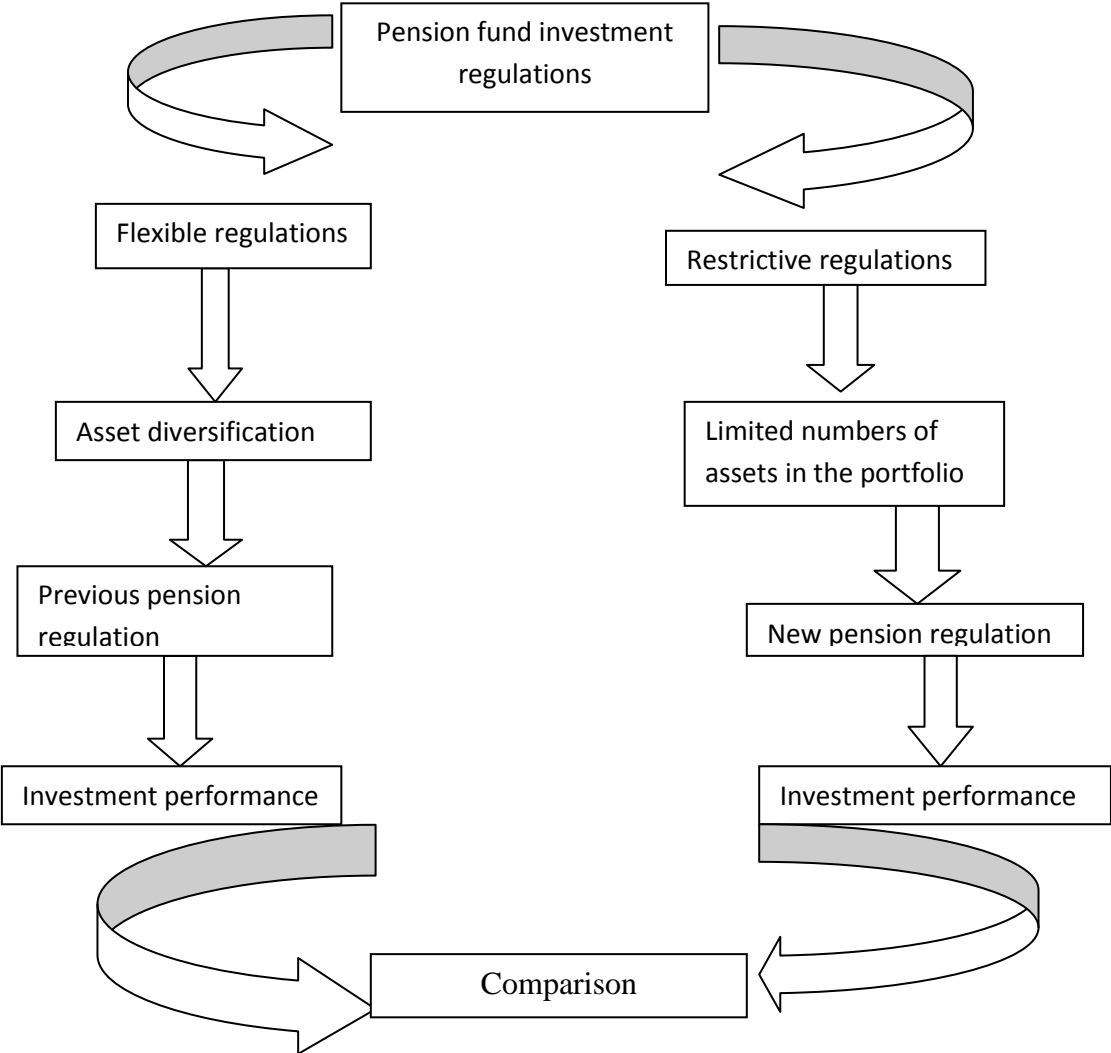 Pension fund investment
regulations
Flexible regulations
Restrictive regulations
Asset diversification
Limited numbers of
assets in the portfolio
Previous pension
regulation
New pension regulation
Investment performance
Investment performance
Comparison